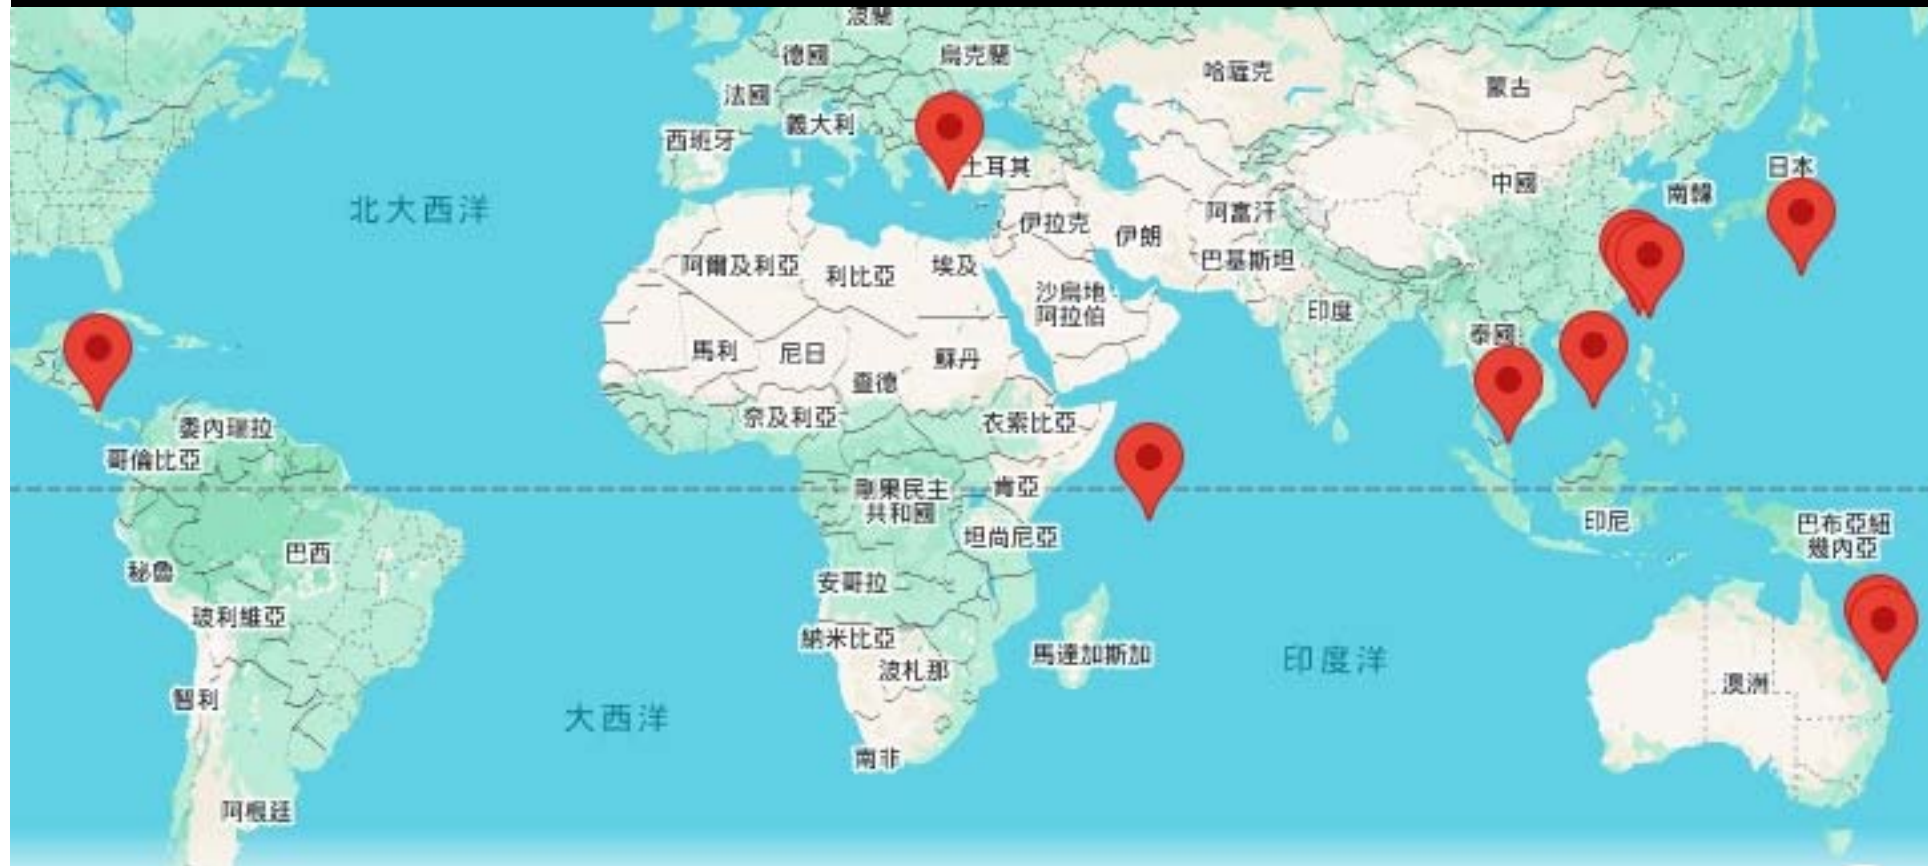 波蘭
德國
烏克蘭
哈薩克
蒙古
法國
義大利
西班牙
土耳其
日本
中國
南韓
北大西洋
阿富汗
伊拉克
伊朗
巴基斯坦
阿爾及利亞
利比亞
埃及
沙烏地
阿拉伯
印度
泰國
馬利
尼日
蘇丹
查德
奈及利亞
衣索比亞
委內瑞拉
哥倫比亞
剛果民主
共和國
肯亞
印尼
巴布亞紐
幾內亞
坦尚尼亞
巴西
秘魯
安哥拉
玻利維亞
納米比亞
馬達加斯加
印度洋
波札那
澳洲
智利
大西洋
南非
阿根廷